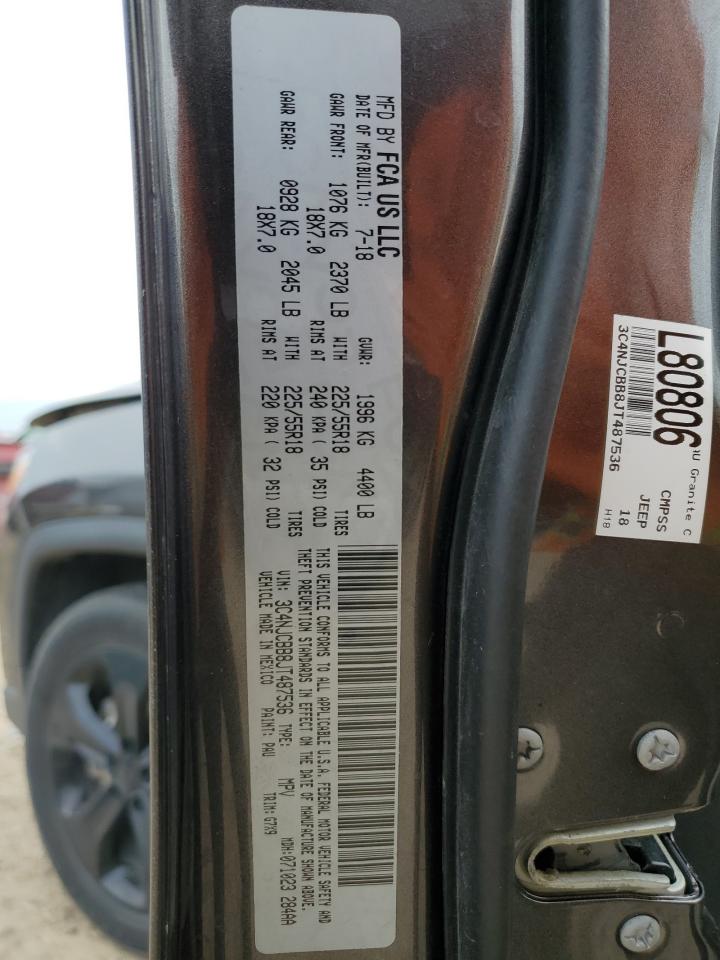 MFD BY FCA US LLC
DATE OF MFR(BUILT): 7-18 GVWR: 1996 KG 4400 LB
GAWR FRONT: 1076 KG 2370 LB WITH 225/55R18 TIRES
18X7.0 RIMS AT 240 KPA ( 35 PSI) COLD
GAWR REAR: 0928 KG 2045 LB WITH 225/55R18 TIRES
18X7.0 RIMS AT 220 KPA ( 32 PSI) COLD
THIS VEHICLE CONFORMS TO ALL APPLICABLE U.S.A. FEDERAL MOTOR VEHICLE SAFETY AND
THEFT PREVENTION STANDARDS IN EFFECT ON THE DATE OF MANUFACTURE SHOWN ABOVE.
VIN: 3C4NJCBB8JT487536 TYPE: MPV MDH:071023 284AA
VEHICLE MADE IN MEXICO PAINT: PAU TRIM: G7X9
RU Granite C
L80806
3C4NJCBB8JT487536
CMPSS
JEEP
18
H18